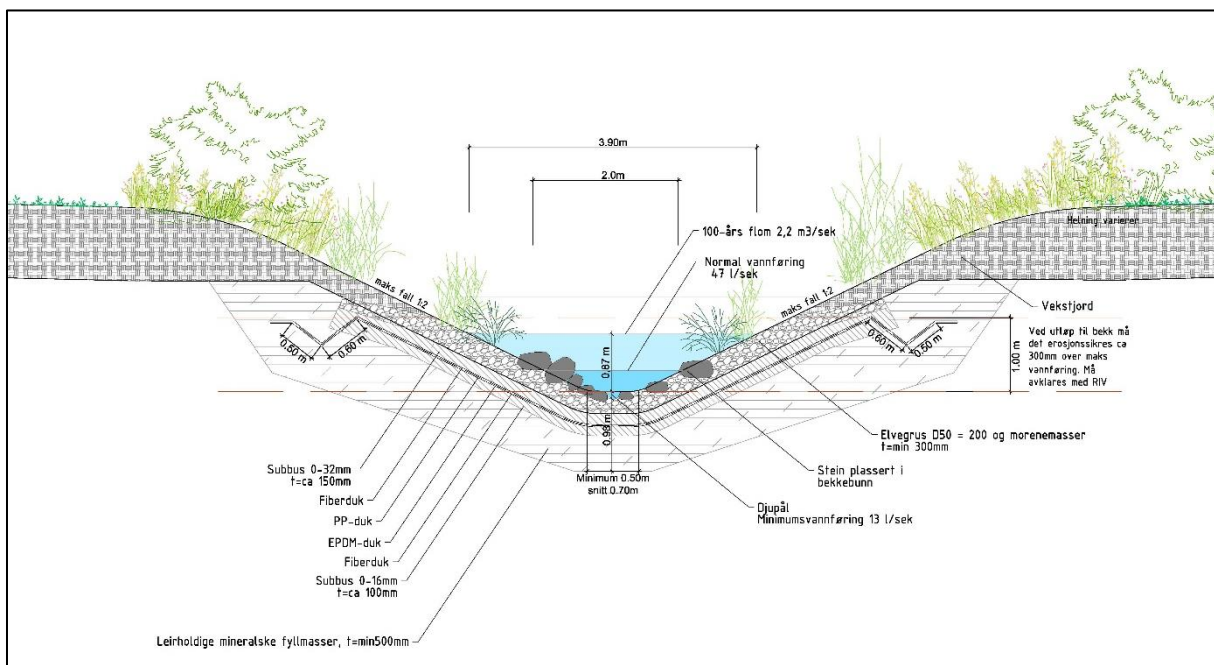 3.90m
2.0m
100-års flom 2,2 m3/sek
Normal vannføring
47 l/sek
Helning varierer
maks fall 1:2
maks fall 1:2
Vekstjord
0.50 m
0.60 m
0.87 m
0.60 m
0.50 m
1.00 m
Ved utløp til bekk må
det erosjonssikres ca
300mm over maks
vannføring. Må
avklares med RIV
0.98 m
Elvegrus D50 = 200 og morenemasser
t=min 300mm
Subbus 0-32mm
t=ca 150mm
Minimum 0.50m
snitt 0.70m
Stein plassert i
bekkebunn
Fiberduk
Djupål
Minimumsvannføring 13 l/sek
PP-duk
EPDM-duk
Fiberduk
Subbus 0-16mm
t=ca 100mm
Leirholdige mineralske fyllmasser, t=min500mm